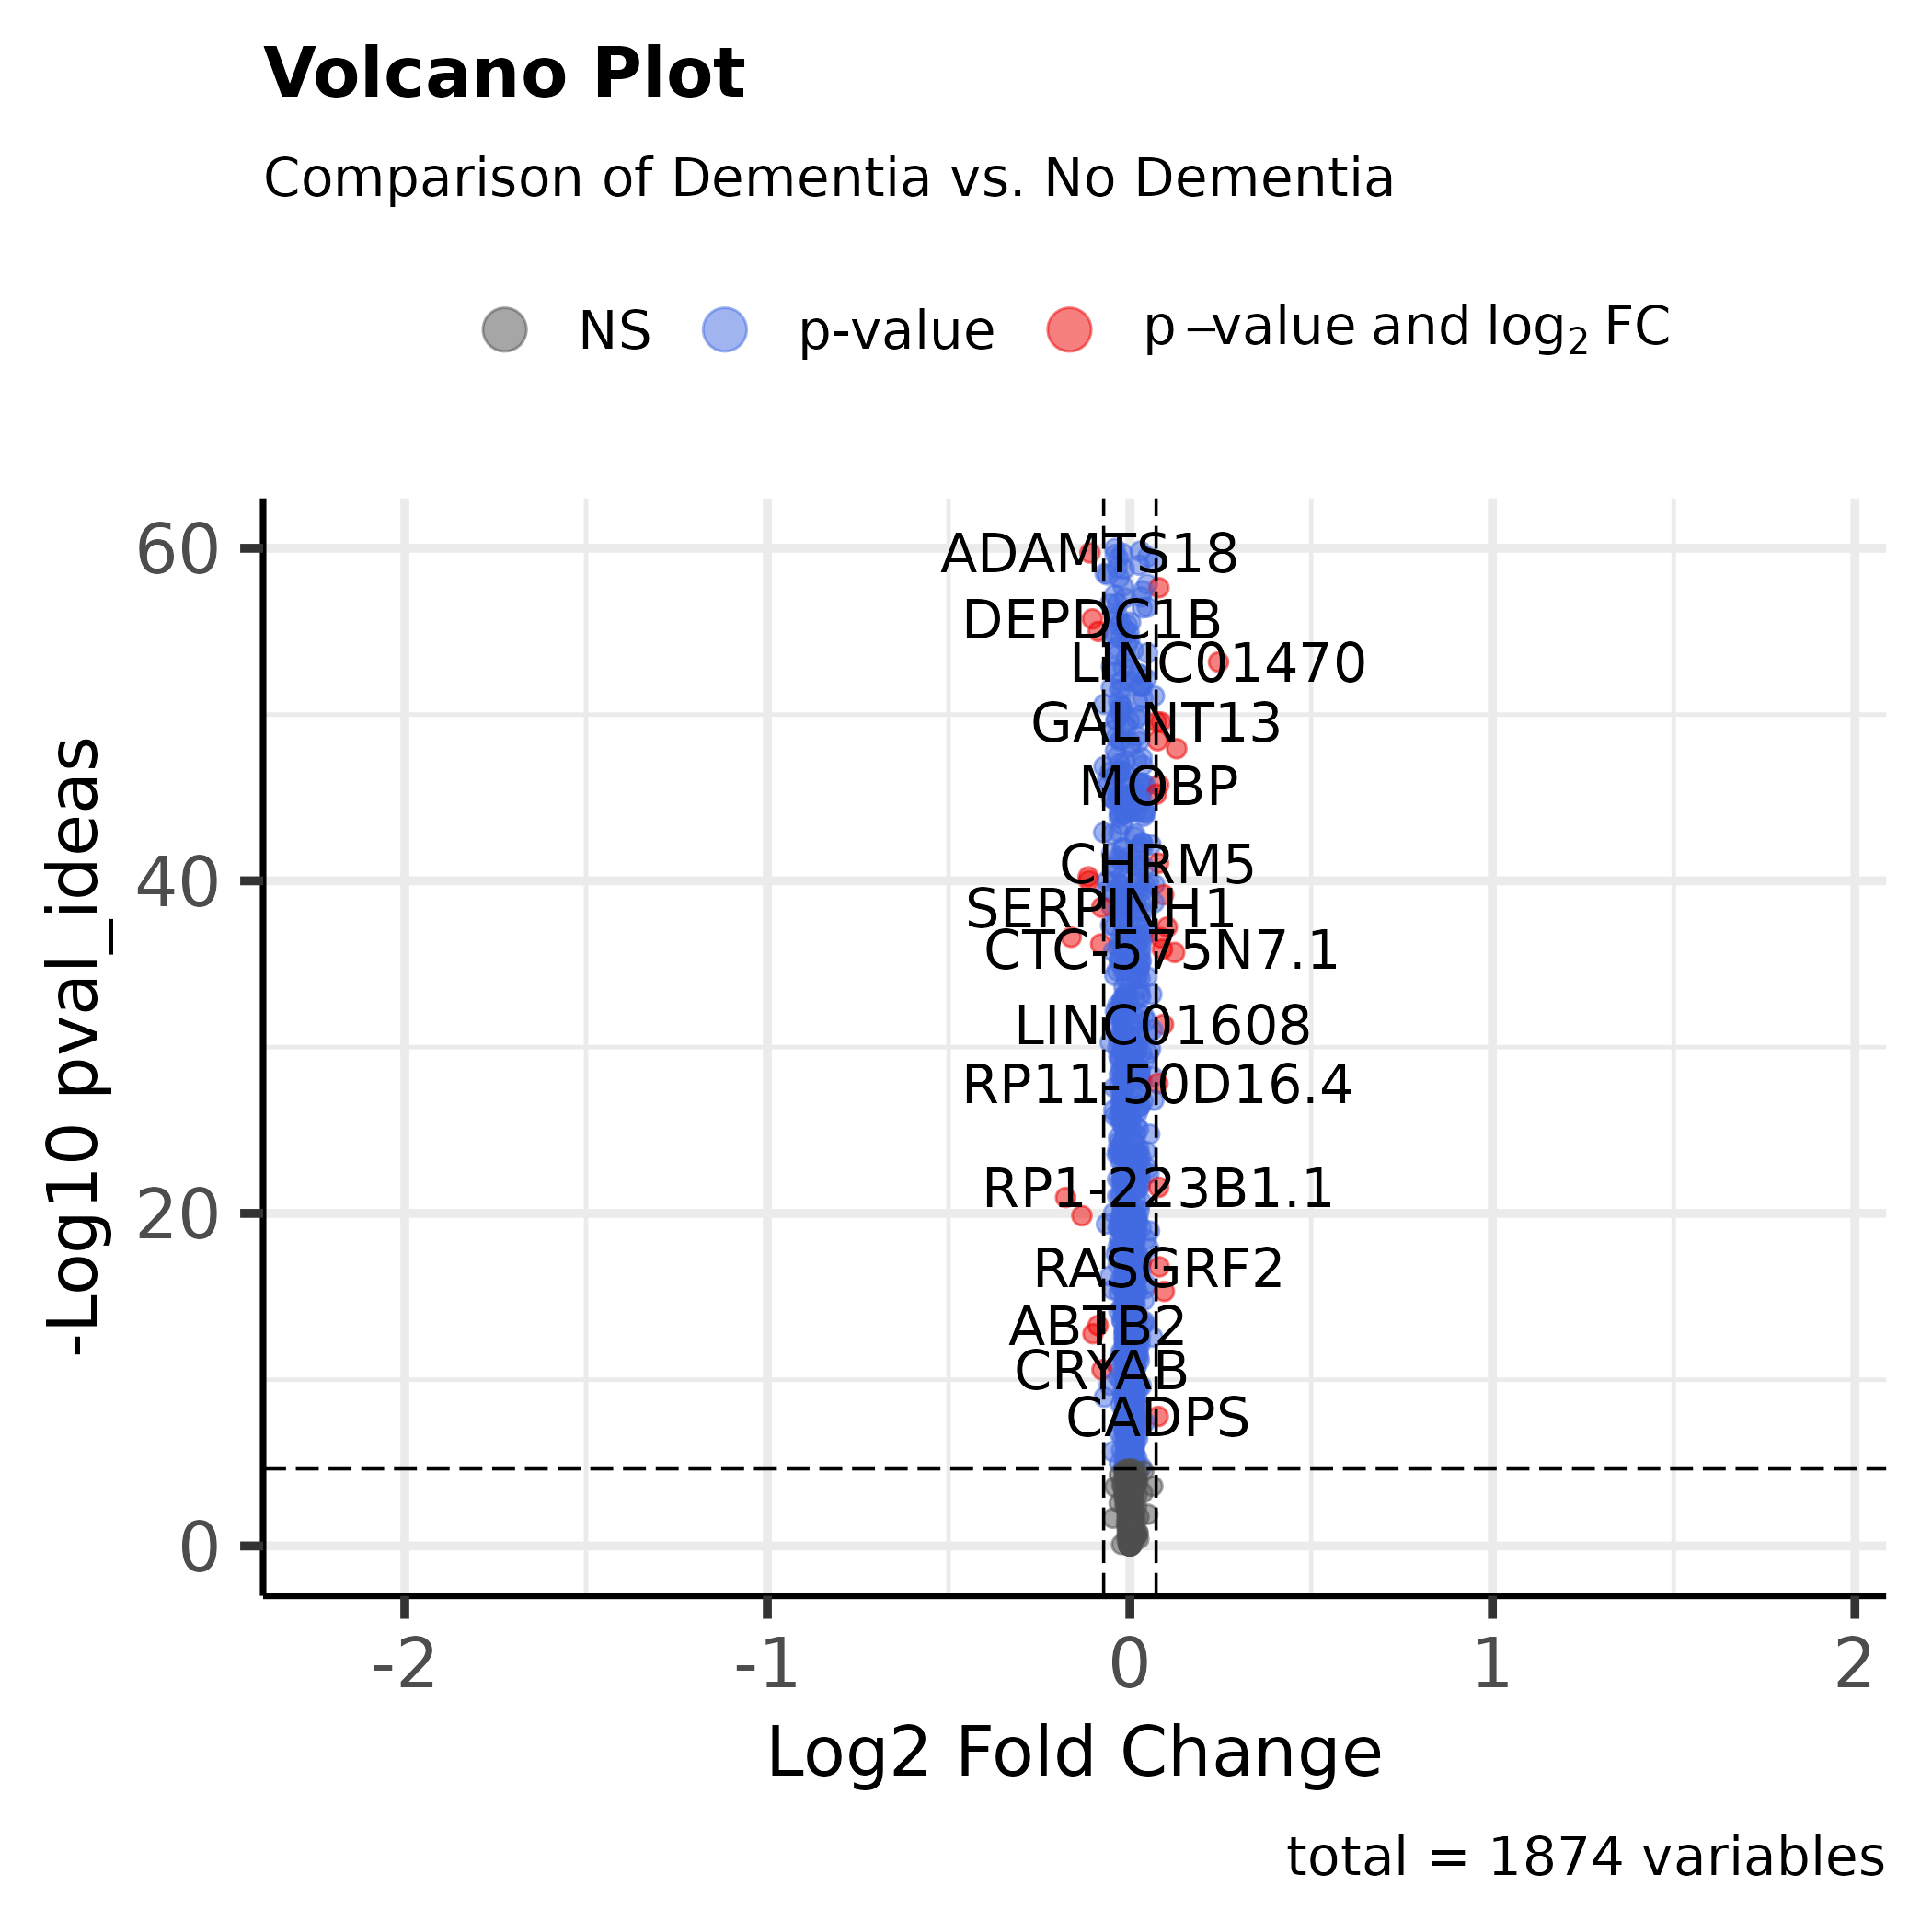 Volcano Plot
Comparison of Dementia vs. No Dementia
NS p-value p−value and log₂ FC
-Log10 pval_ideas
60
40
20
0
ADAMTS18
DEPDC1B
LINC01470
GALNT13
MOBP
CHRM5
SERPINH1
CTC-575N7.1
LINC01608
RP11-50D16.4
RP1-223B1.1
RASGRF2
ABTB2
CRYAB
CADPS
-2 -1 0 1 2
Log2 Fold Change
total = 1874 variables